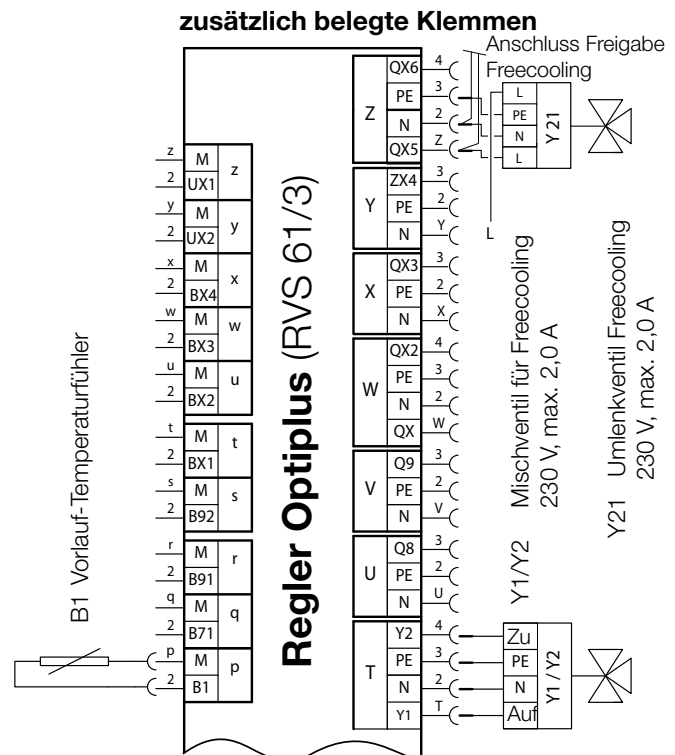 zusätzlich belegte Klemmen
Anschluss Freigabe
Freecooling
Regler Optiplus (RVS 61/3)
z M z
2 UX1
y M y
2 UX2
x M x
2 BX4
w M w
2 BX3
u M u
2 BX2
t M t
2 BX1
s M s
2 B92
r M r
2 B91
q M q
2 B71
p M p
2 B1
B1 Vorlauf-Temperaturfühler
Z QX6 4
PE 3
N 2
QX5 Z
Y ZX4 3
PE 2
N Y
X QX3 3
PE 2
N X
W QX2 4
PE 3
N 2
QX W
V Q9 3
PE 2
N V
U Q8 3
PE 2
N U
T Y2 4
PE 3
N 2
Y1 T
L
PE
N
L
Y 21
L
Y1/Y2 Mischventil für Freecooling
230 V, max. 2,0 A
Y21 Umlenkventil Freecooling
230 V, max. 2,0 A
Zu
PE
N
Auf
Y1 / Y2